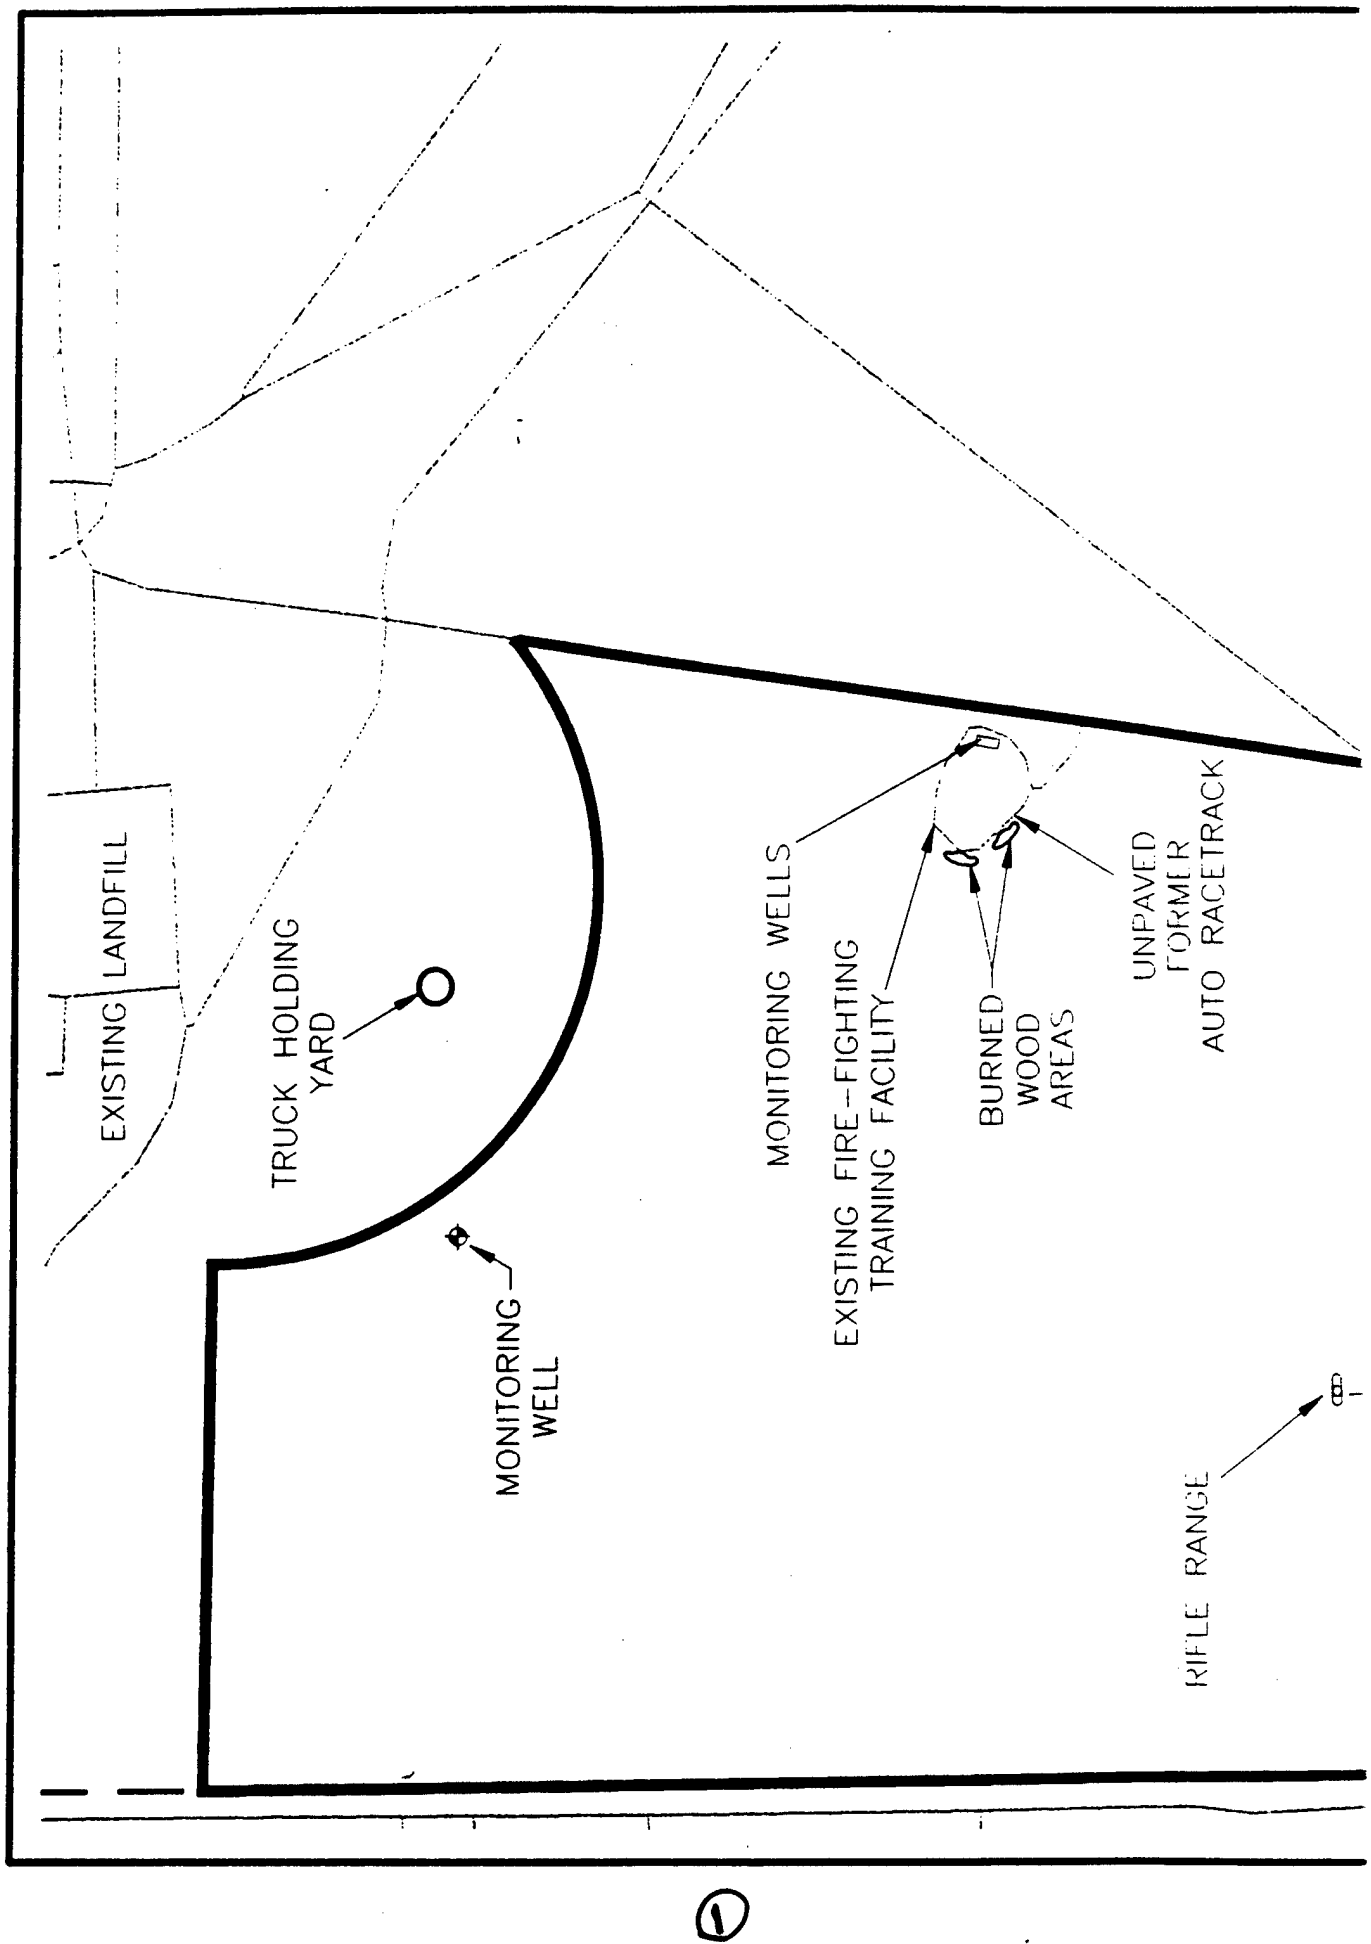 EXISTING LANDFILL
TRUCK HOLDING
YARD
MONITORING
WELL
MONITORING WELLS
EXISTING FIRE-FIGHTING
TRAINING FACILITY
BURNED
WOOD
AREAS
UNPAVED
FORMER
AUTO RACETRACK
RIFLE RANGE
1